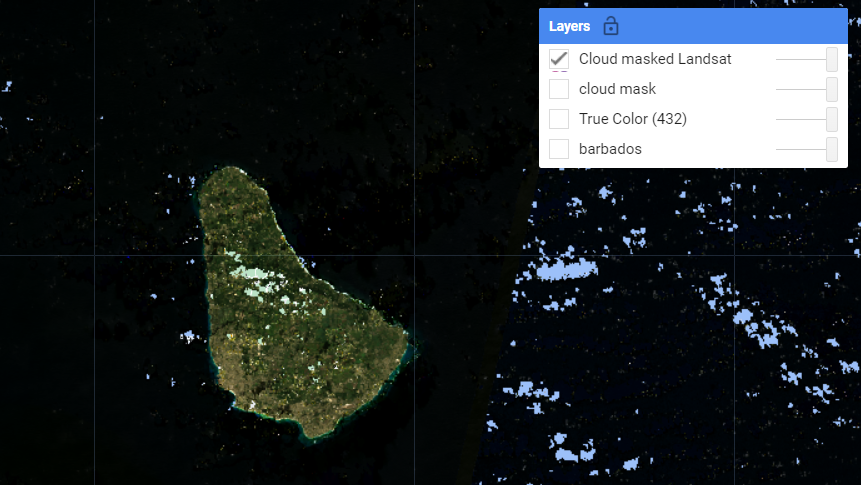 Layers
Cloud masked Landsat
cloud mask
True Color (432)
barbados